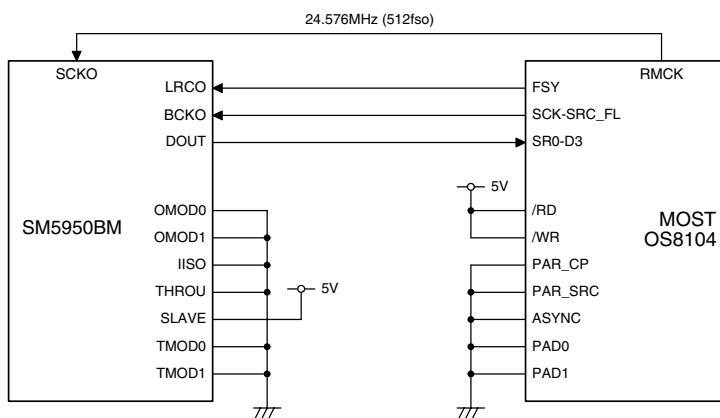 24.576MHz (512fso)
SCKO
RMCK
LRCO
FSY
BCKO
SCK-SRC_FL
DOUT
SR0-D3
5V
OMOD0
/RD
SM5950BM
MOST
OS8104
OMOD1
/WR
IISO
PAR_CP
THROU
5V
PAR_SRC
SLAVE
ASYNC
TMOD0
PAD0
TMOD1
PAD1